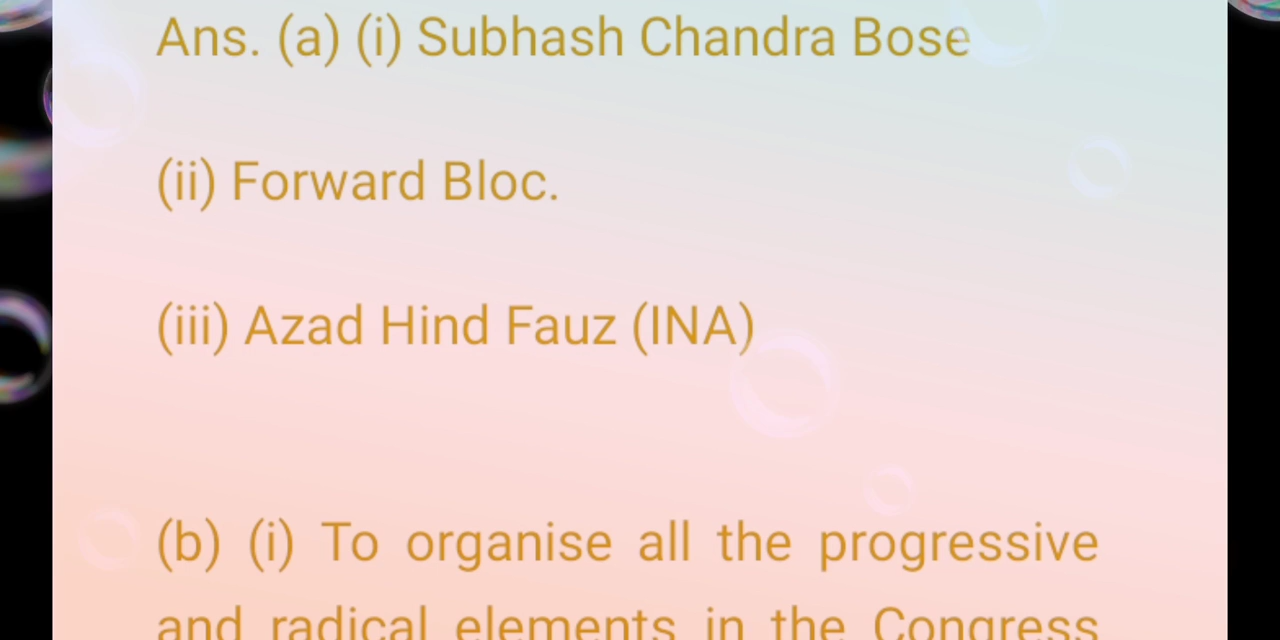 Ans. (a) (i) Subhash Chandra Bose
(ii) Forward Bloc.
(iii) Azad Hind Fauz (INA)
(b) (i) To organise all the progressive
and radical elements in the Congress